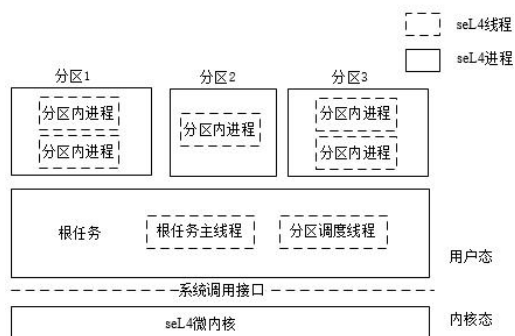 seL4线程
seL4进程
分区1
分区2
分区3
分区内进程
分区内进程
分区内进程
分区内进程
分区内进程
根任务
根任务主线程
分区调度线程
用户态
系统调用接口
seL4微内核
内核态